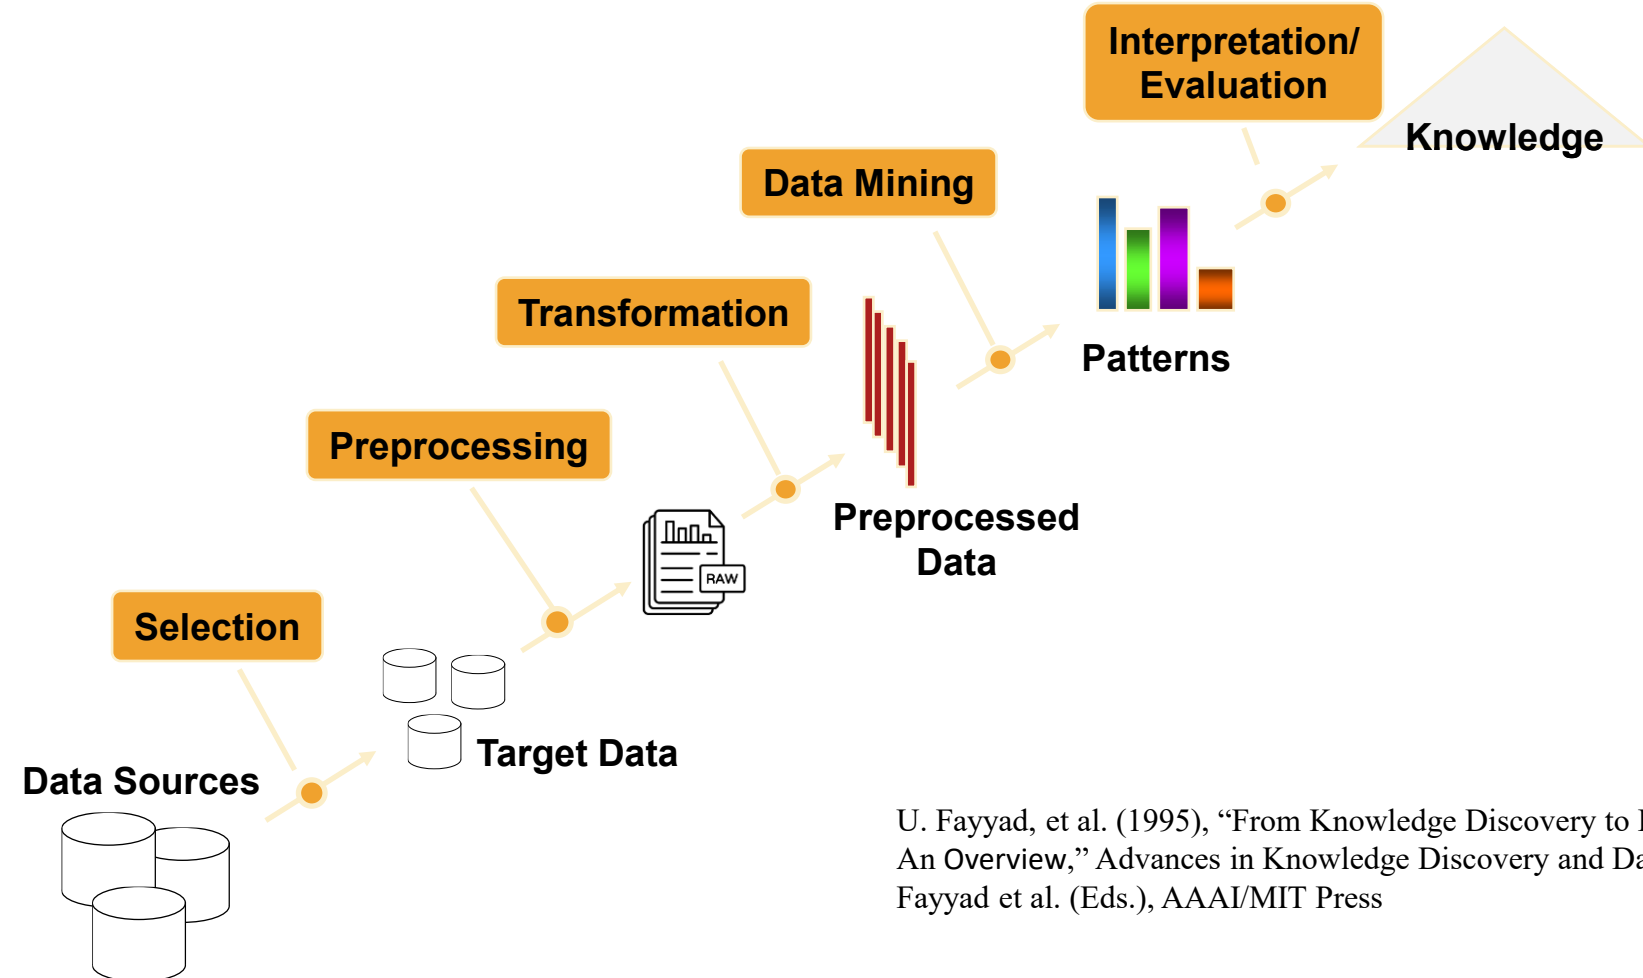 Interpretation/
Evaluation
Knowledge
Data Mining
Transformation
Patterns
Preprocessing
Preprocessed
Data
RAW
Selection
Target Data
Data Sources
U. Fayyad, et al. (1995), “From Knowledge Discovery to
An Overview,” Advances in Knowledge Discovery and
Fayyad et al. (Eds.), AAAI/MIT Press